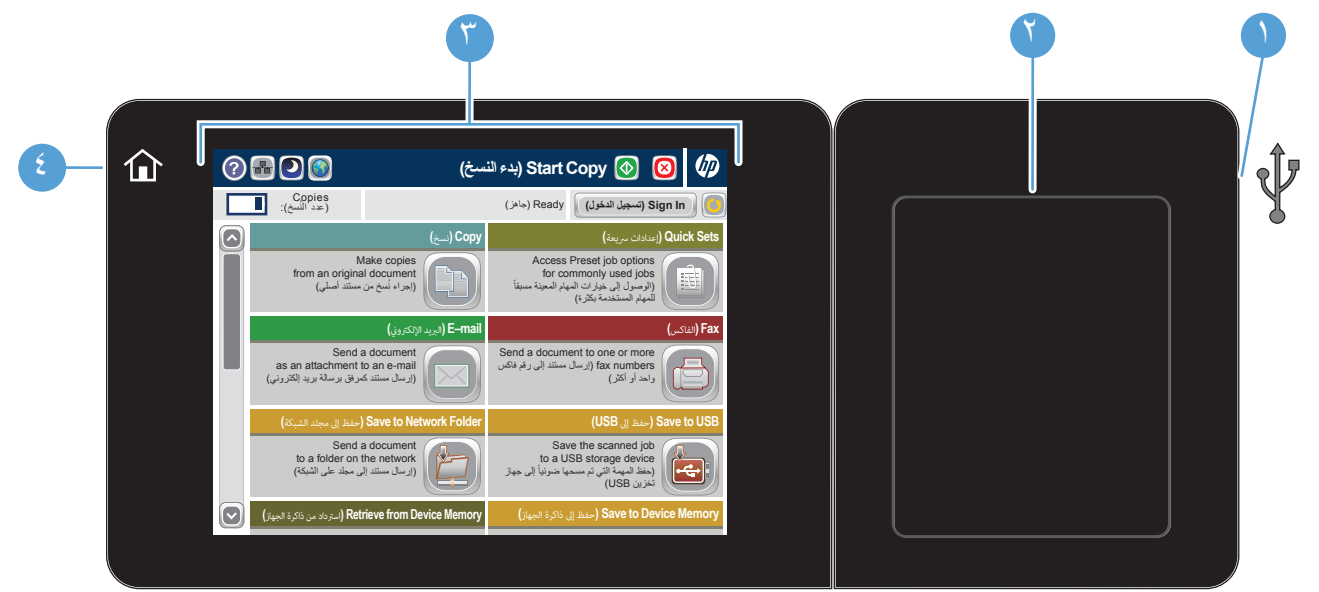 ١
٢
٣
٤
hp
Start Copy (بدء النسخ)
?
Sign In (تسجيل الدخول)
Ready (جاهز)
Copies
(عدد النسخ):
Quick Sets (إعدادات سريعة)
Access Preset job options
for commonly used jobs
(الوصول إلى خيارات المهام المعينة مسبقاً
للمهام المستخدمة بكثرة)
Copy (نسخ)
Make copies
from an original document
(إجراء نُسخ من مستند أصلي)
Fax (الفاكس)
Send a document to one or more
fax numbers (إرسال مستند إلى رقم فاكس
واحد أو أكثر)
E–mail (البريد الإلكتروني)
Send a document
as an attachment to an e-mail
(إرسال مستند كمرفق برسالة بريد إلكتروني)
Save to USB (حفظ إلى USB)
Save the scanned job
to a USB storage device
(حفظ المهمة التي تم مسحها ضوئياً إلى جهاز
تخزين USB)
Save to Network Folder (حفظ إلى مجلد الشبكة)
Send a document
to a folder on the network
(إرسال مستند إلى مجلد على الشبكة)
Save to Device Memory (حفظ إلى ذاكرة الجهاز)
Retrieve from Device Memory (استرداد من ذاكرة الجهاز)